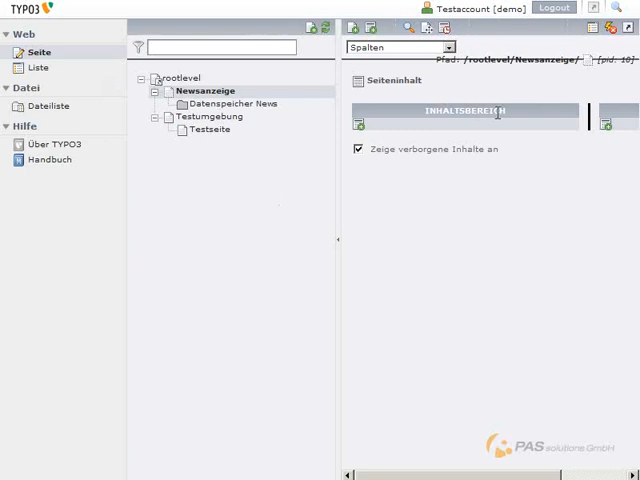 TYPO3
Testaccount [demo]
Logout
Web
Seite
Liste
Datei
Dateiliste
Hilfe
Über TYPO3
Handbuch
rootlevel
Newsanzeige
Datenspeicher News
Testumgebung
Testseite
Spalten
Pfad: /rootlevel/Newsanzeige/ [pid: 10]
Seiteninhalt
INHALTSBEREICH
Zeige verborgene Inhalte an
PAS solutions GmbH